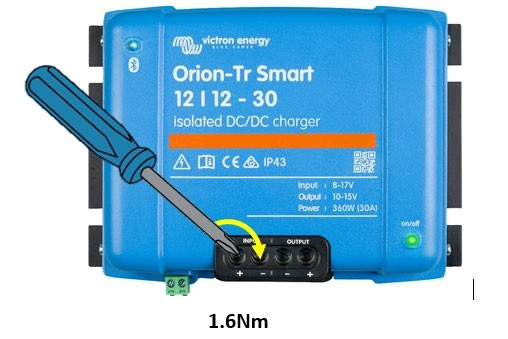 victron energy
BLUE POWER
Orion-Tr Smart
12 | 12 - 30
isolated DC/DC charger
IP43
Input : 8-17V
Output : 10-15V
Power : 360W (30A)
on/off
OUTPUT
+ - - +
1.6Nm